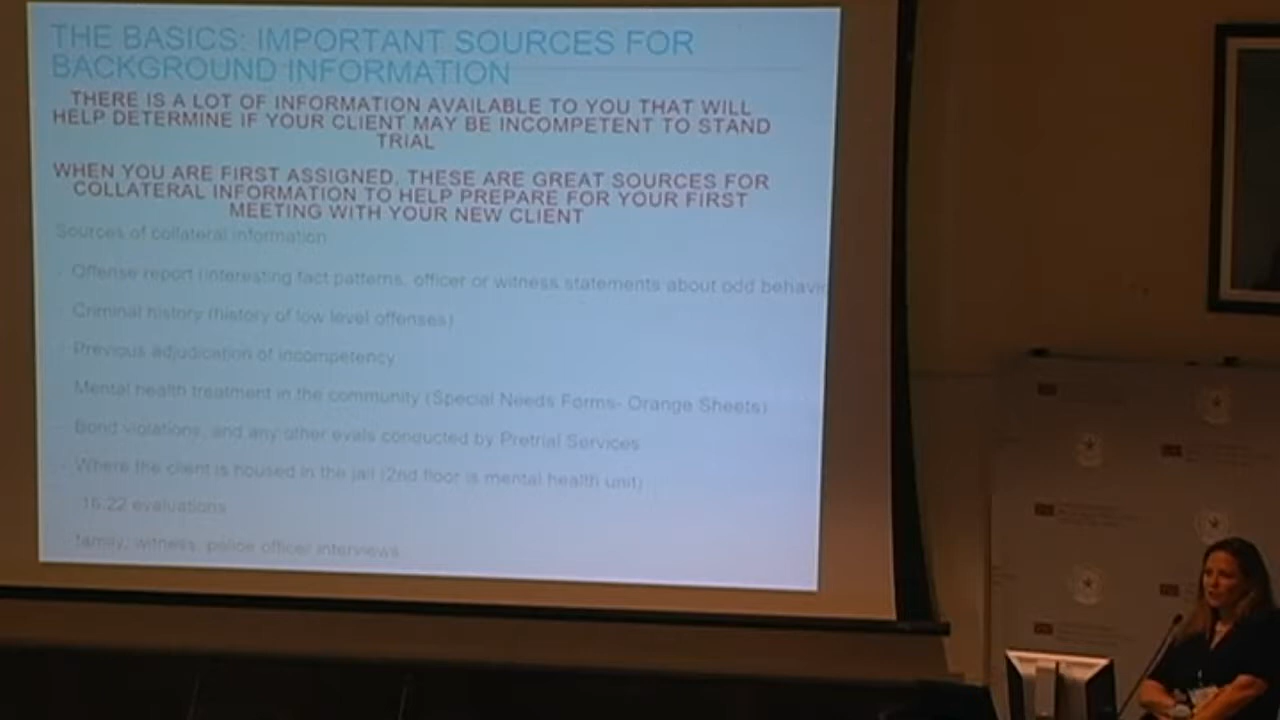 THE BASICS: IMPORTANT SOURCES FOR
BACKGROUND INFORMATION
THERE IS A LOT OF INFORMATION AVAILABLE TO YOU THAT WILL
HELP DETERMINE IF YOUR CLIENT MAY BE INCOMPETENT TO STAND
TRIAL
WHEN YOU ARE FIRST ASSIGNED, THESE ARE GREAT SOURCES FOR
COLLATERAL INFORMATION TO HELP PREPARE FOR YOUR FIRST
MEETING WITH YOUR NEW CLIENT
Sources of collateral information
- Offense report (interesting fact patterns, officer or witness statements about odd behavio
- Criminal history (history of low level offenses)
- Previous adjudication of incompetency
- Mental health treatment in the community (Special Needs Forms- Orange Sheets)
- Bond violations, and any other evals conducted by Pretrial Services
- Where the client is housed in the jail (2nd floor is mental health unit)
- 16.22 evaluations
- family, witness, police officer interviews